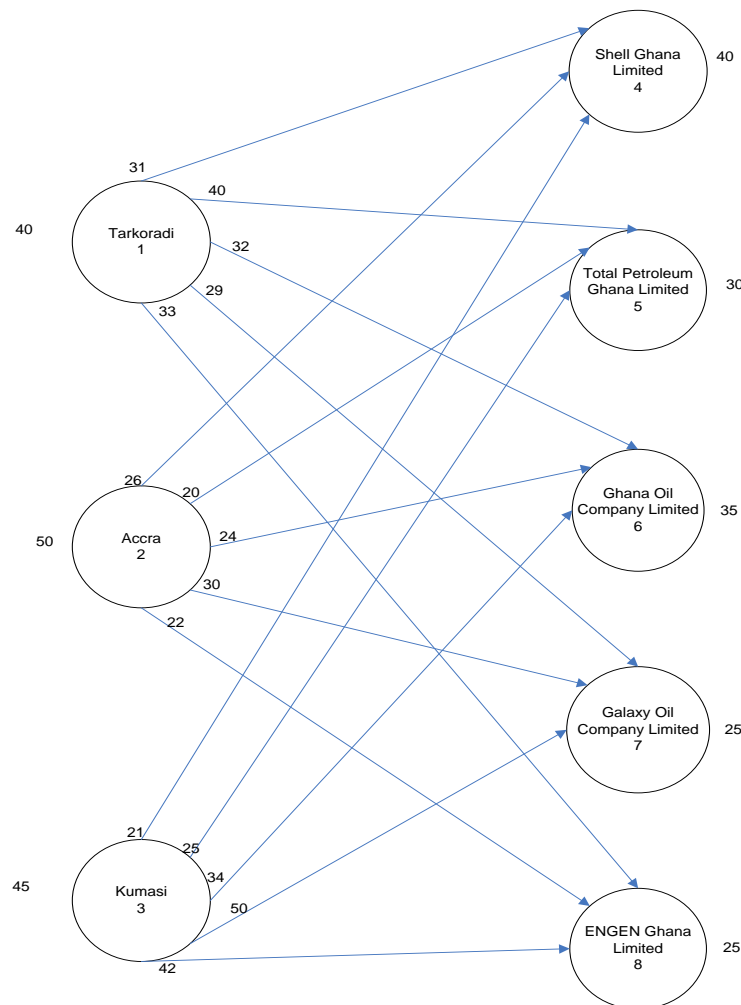 Shell Ghana
Limited
4
40
31
40
40
Tarkoradi
1
32
29
33
Total Petroleum
Ghana Limited
5
30
26
20
50
Accra
2
24
30
22
Ghana Oil
Company Limited
6
35
Galaxy Oil
Company Limited
7
25
21
25
34
45
Kumasi
3
50
42
ENGEN Ghana
Limited
8
25